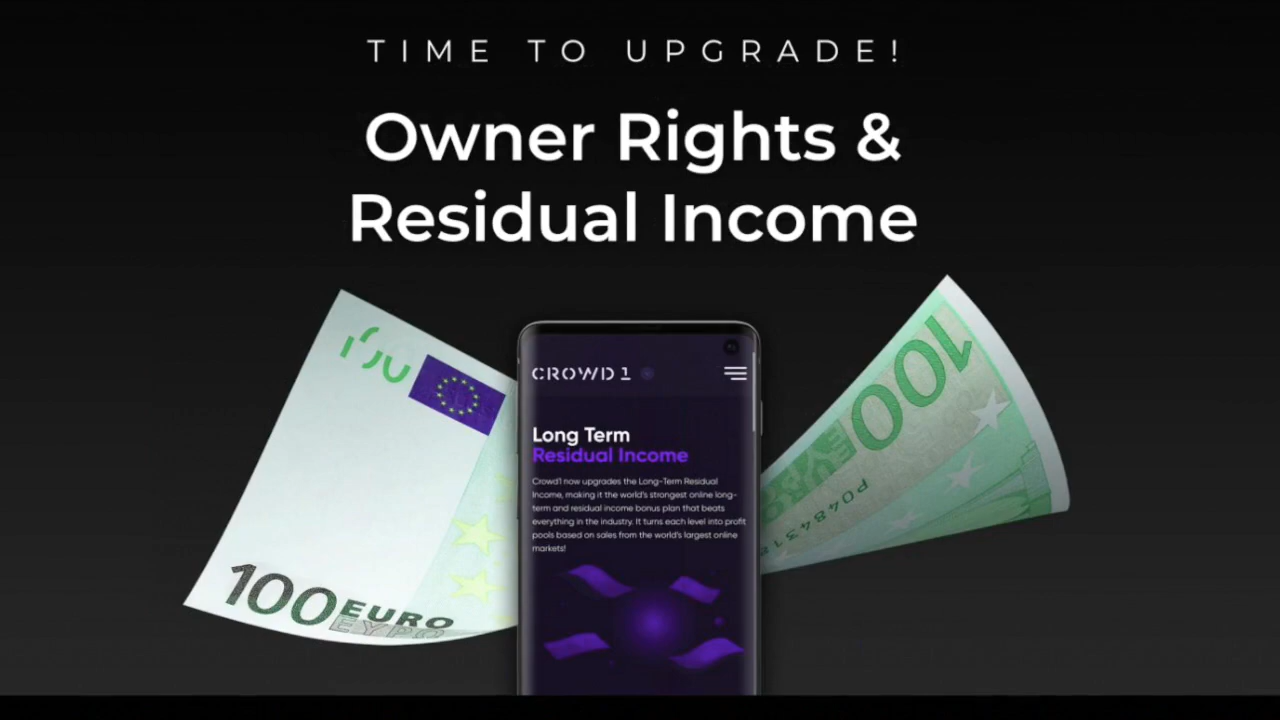 TIME TO UPGRADE!
Owner Rights &
Residual Income
CROWD1
Long Term
Residual Income
Crowd1 now upgrades the Long-Term Residual
Income, making it the world's strongest online long-
term and residual income bonus plan that beats
everything in the industry. It turns each level into profit
pools based on sales from the world's largest online
markets!
100
100 EURO
ΕΥΡΩ
100